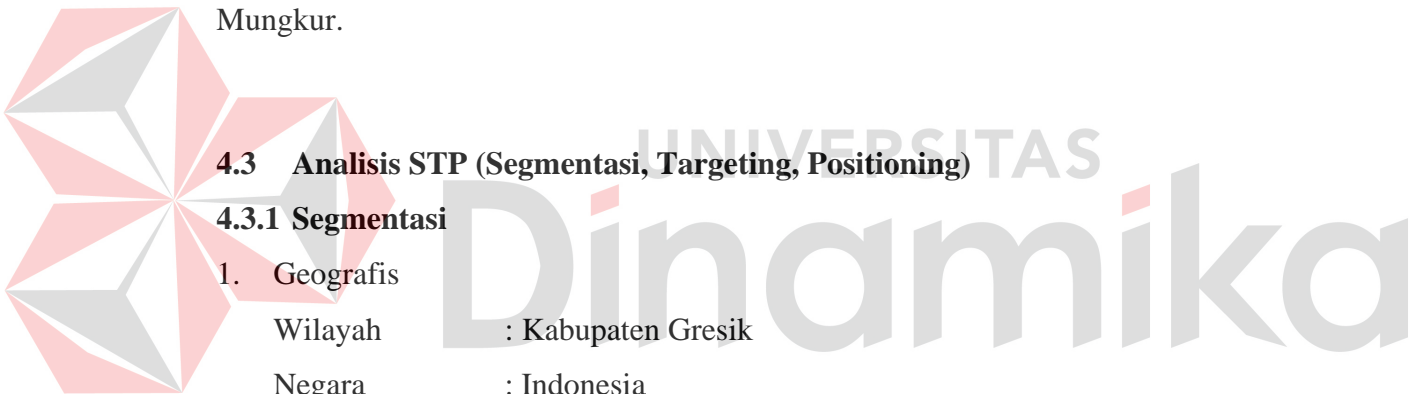 Mungkur.
UNIVERSITAS
Dinamika
4.3 Analisis STP (Segmentasi, Targeting, Positioning)
4.3.1 Segmentasi
1. Geografis
Wilayah : Kabupaten Gresik
Negara : Indonesia